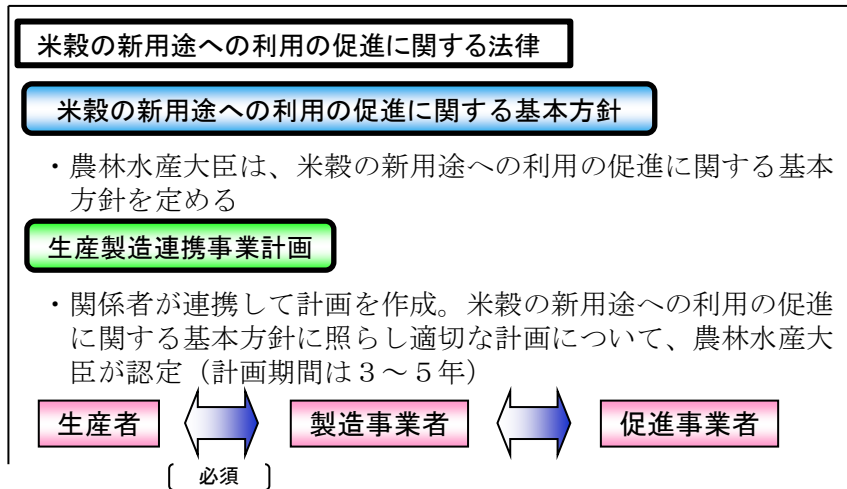 米穀の新用途への利用の促進に関する法律
米穀の新用途への利用の促進に関する基本方針
・農林水産大臣は、米穀の新用途への利用の促進に関する基本
方針を定める
生産製造連携事業計画
・関係者が連携して計画を作成。米穀の新用途への利用の促進
に関する基本方針に照らし適切な計画について、農林水産大
臣が認定（計画期間は３～５年）
生産者 製造事業者 促進事業者
〔 必須 〕